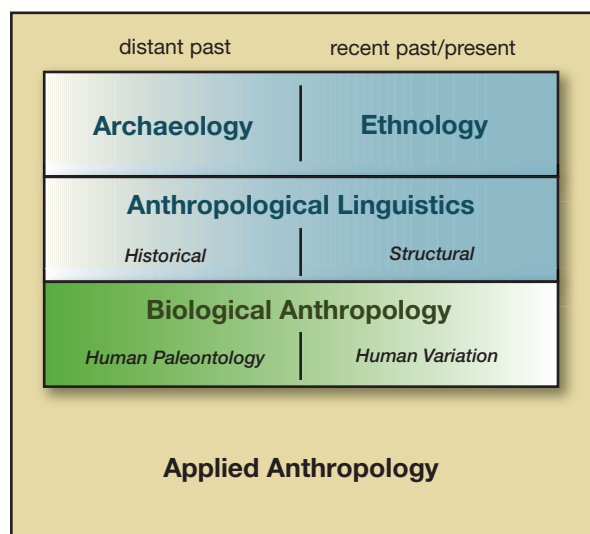 distant past recent past/present
Archaeology Ethnology
Anthropological Linguistics
Historical Structural
Biological Anthropology
Human Paleontology Human Variation
Applied Anthropology